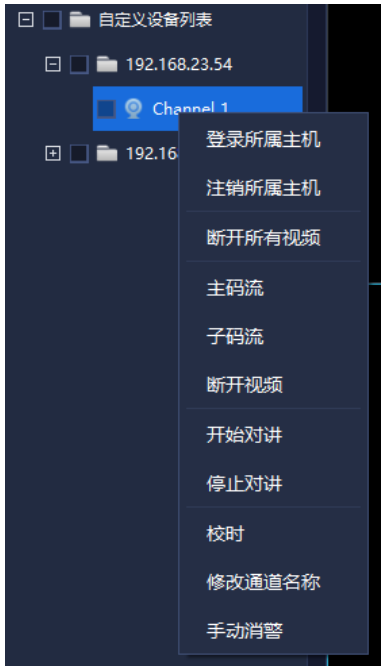 自定义设备列表
192.168.23.54
Channel 1
192.16
登录所属主机
注销所属主机
断开所有视频
主码流
子码流
断开视频
开始对讲
停止对讲
校时
修改通道名称
手动消警